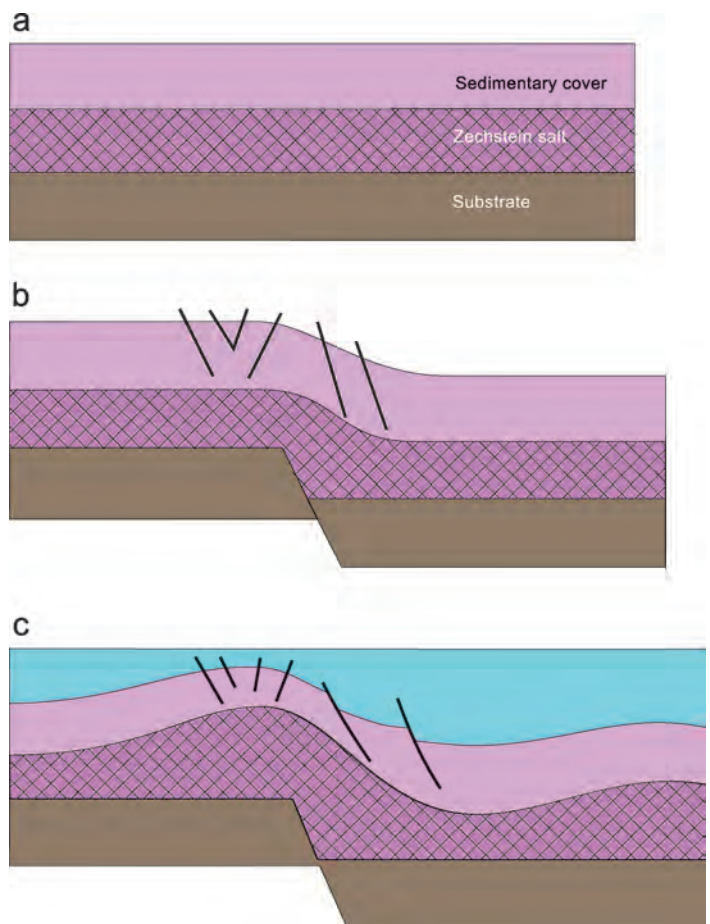 a
Sedimentary cover
Zechstein salt
Substrate
b
c